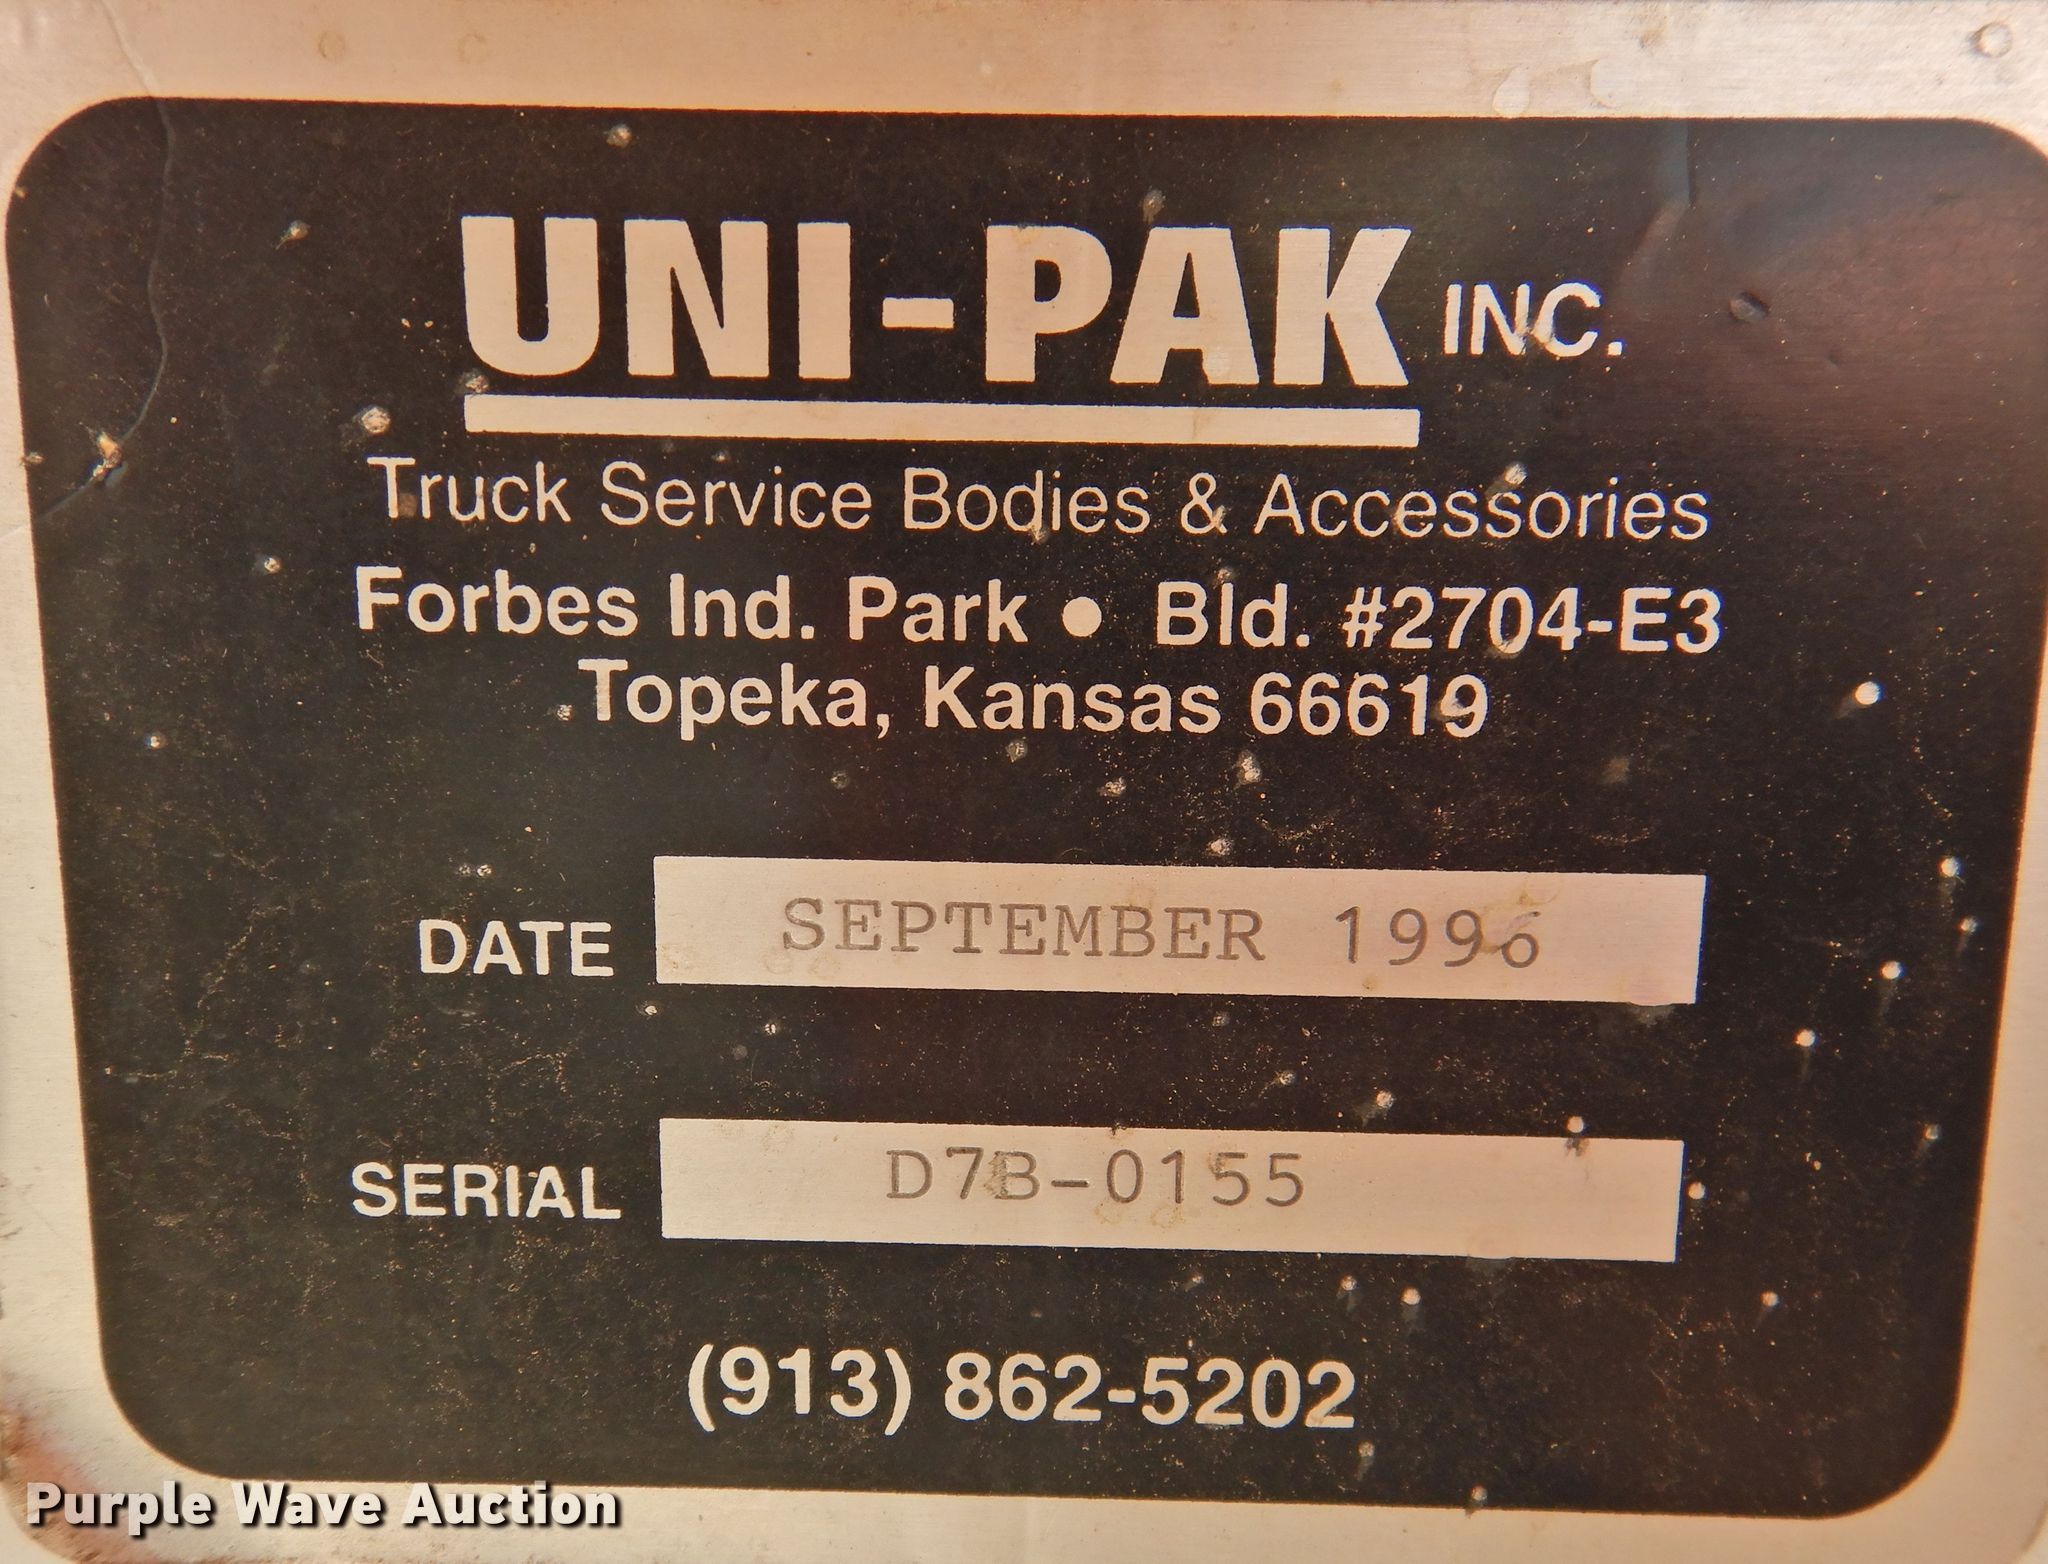 UNI-PAK INC.
Truck Service Bodies & Accessories
Forbes Ind. Park • Bld. #2704-E3
Topeka, Kansas 66619
DATE SEPTEMBER 1996
SERIAL D7B-0155
(913) 862-5202
Purple Wave Auction